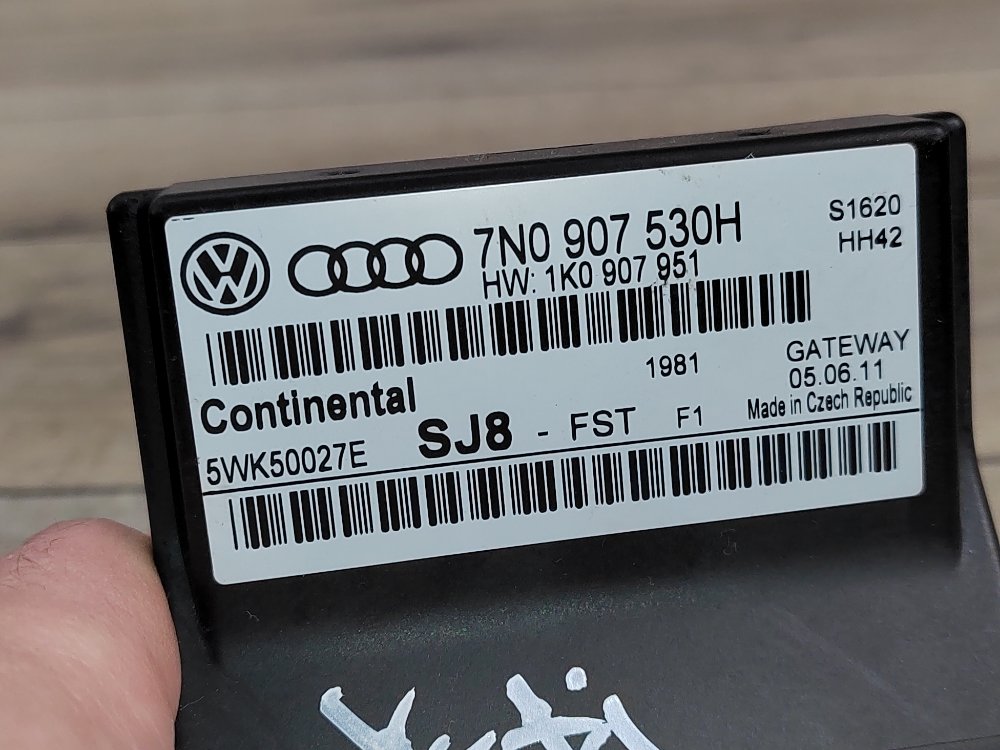 7N0 907 530H
HW: 1K0 907 951
S1620
HH42
1981
GATEWAY
05.06.11
Made in Czech Republic
Continental
5WK50027E
SJ8 - FST F1